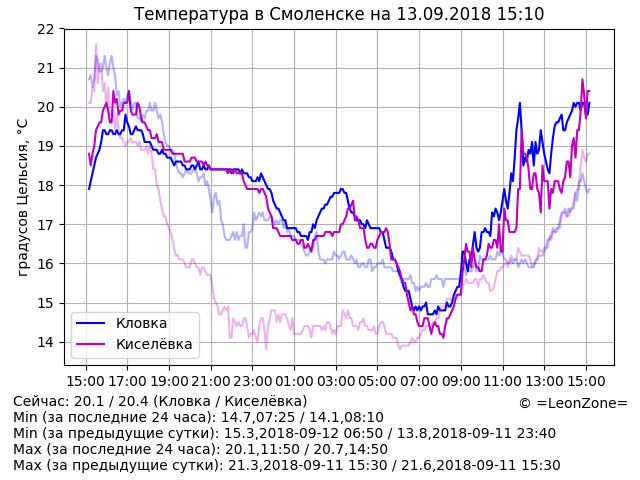 Температура в Смоленске на 13.09.2018 15:10
22
21
20
19
18
17
16
15
14
градусов Цельсия, °C
Кловка
Киселёвка
15:00 17:00 19:00 21:00 23:00 01:00 03:00 05:00 07:00 09:00 11:00 13:00 15:00
Сейчас: 20.1 / 20.4 (Кловка / Киселёвка)
© =LeonZone=
Min (за последние 24 часа): 14.7,07:25 / 14.1,08:10
Min (за предыдущие сутки): 15.3,2018-09-12 06:50 / 13.8,2018-09-11 23:40
Max (за последние 24 часа): 20.1,11:50 / 20.7,14:50
Max (за предыдущие сутки): 21.3,2018-09-11 15:30 / 21.6,2018-09-11 15:30